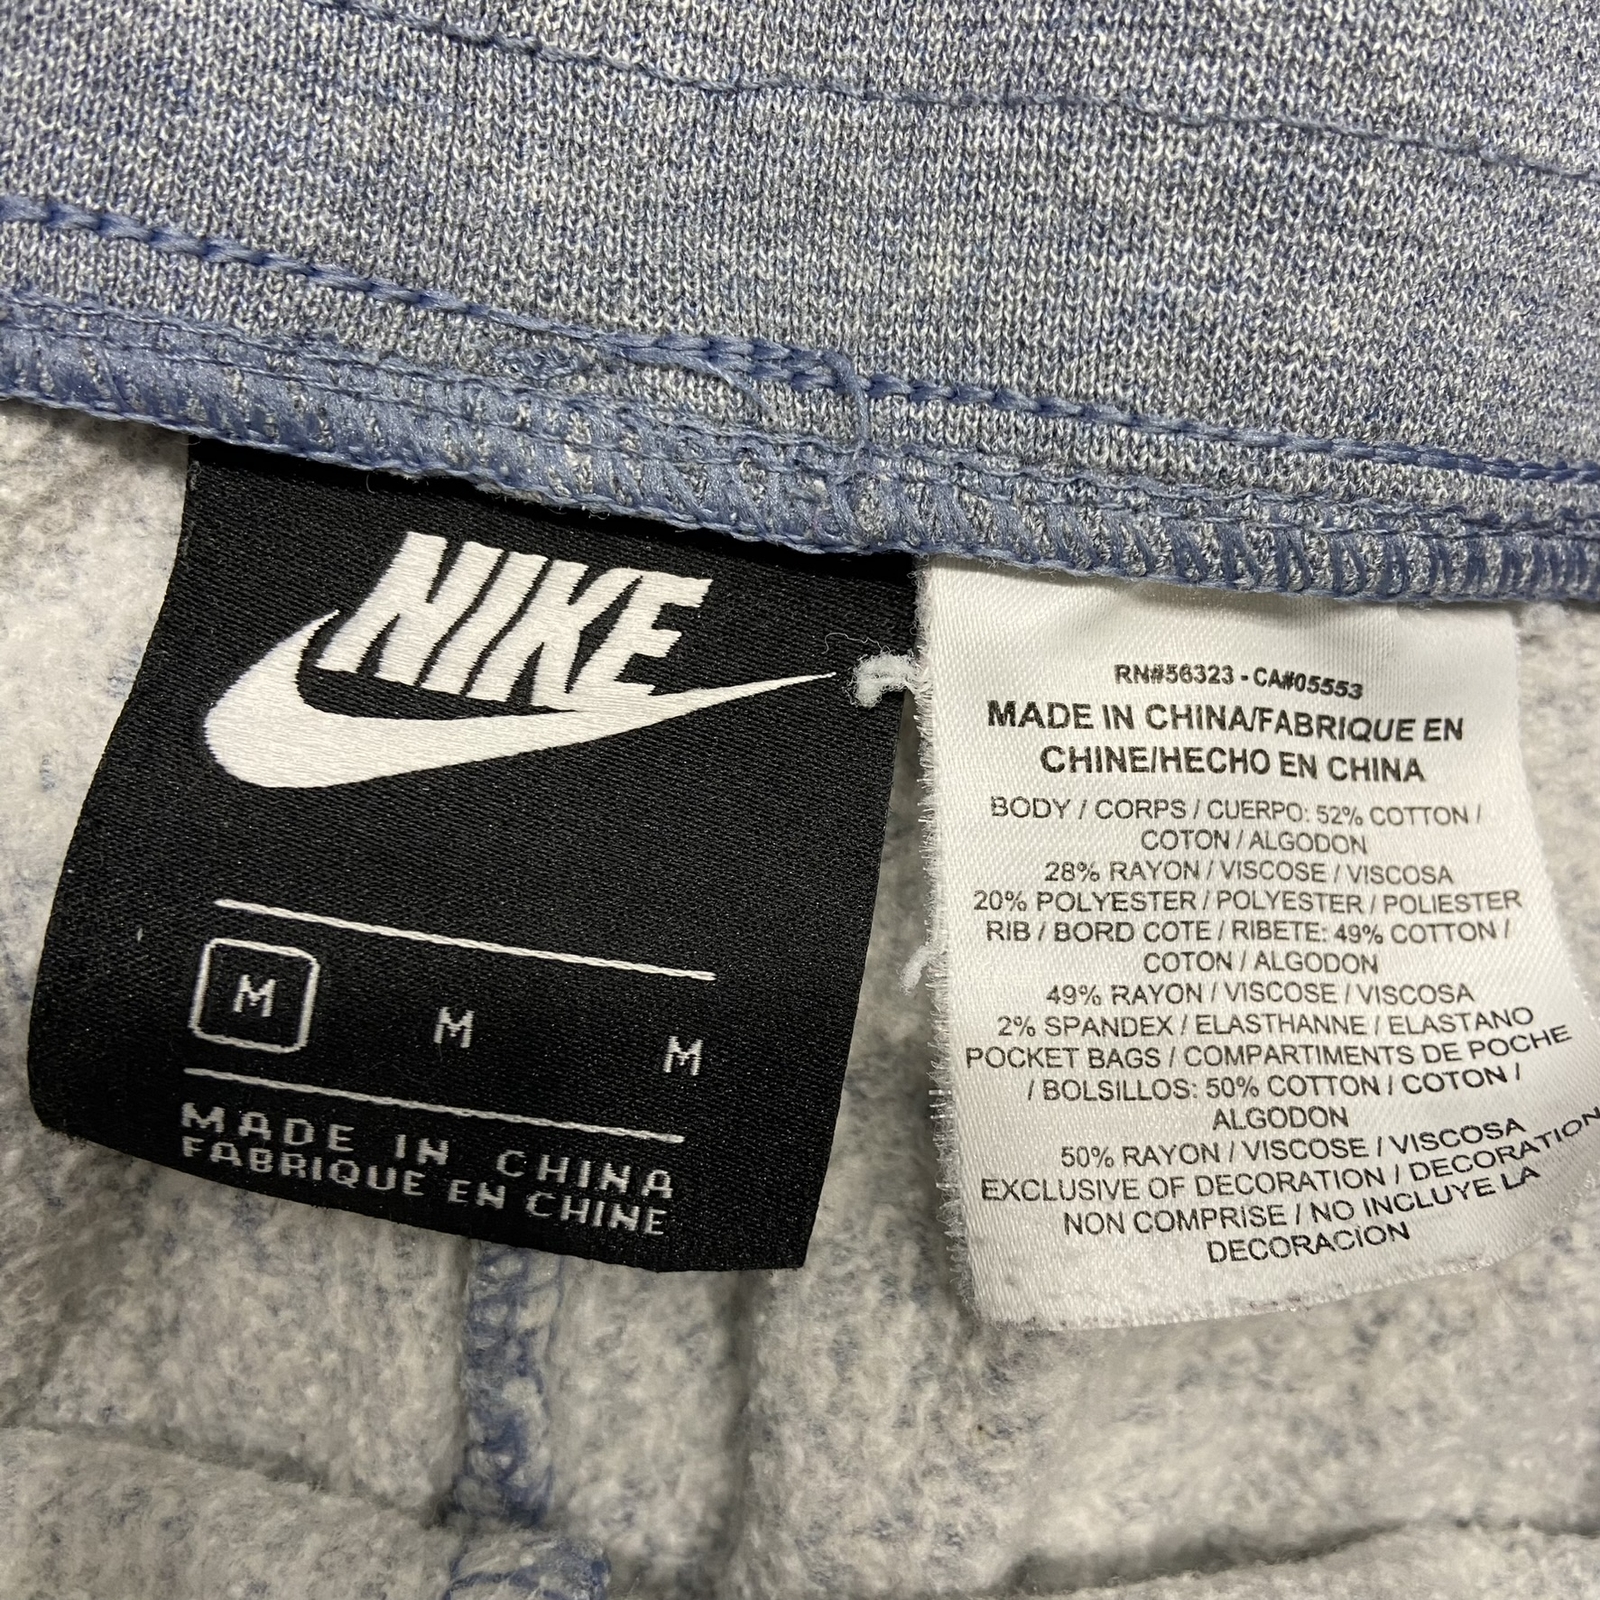 NIKE
M M M
MADE IN CHINA
FABRIQUE EN CHINE
RN#56323 - CA#05553
MADE IN CHINA/FABRIQUE EN
CHINE/HECHO EN CHINA
BODY / CORPS / CUERPO: 52% COTTON /
COTON / ALGODON
28% RAYON / VISCOSE / VISCOSA
20% POLYESTER / POLYESTER / POLIESTER
RIB / BORD COTE / RIBETE: 49% COTTON /
COTON / ALGODON
49% RAYON / VISCOSE / VISCOSA
2% SPANDEX / ELASTHANNE / ELASTANO
POCKET BAGS / COMPARTIMENTS DE POCHE
/ BOLSILLOS: 50% COTTON / COTON /
ALGODON
50% RAYON / VISCOSE / VISCOSA
EXCLUSIVE OF DECORATION / DECORATION
NON COMPRISE / NO INCLUYE LA
DECORACION